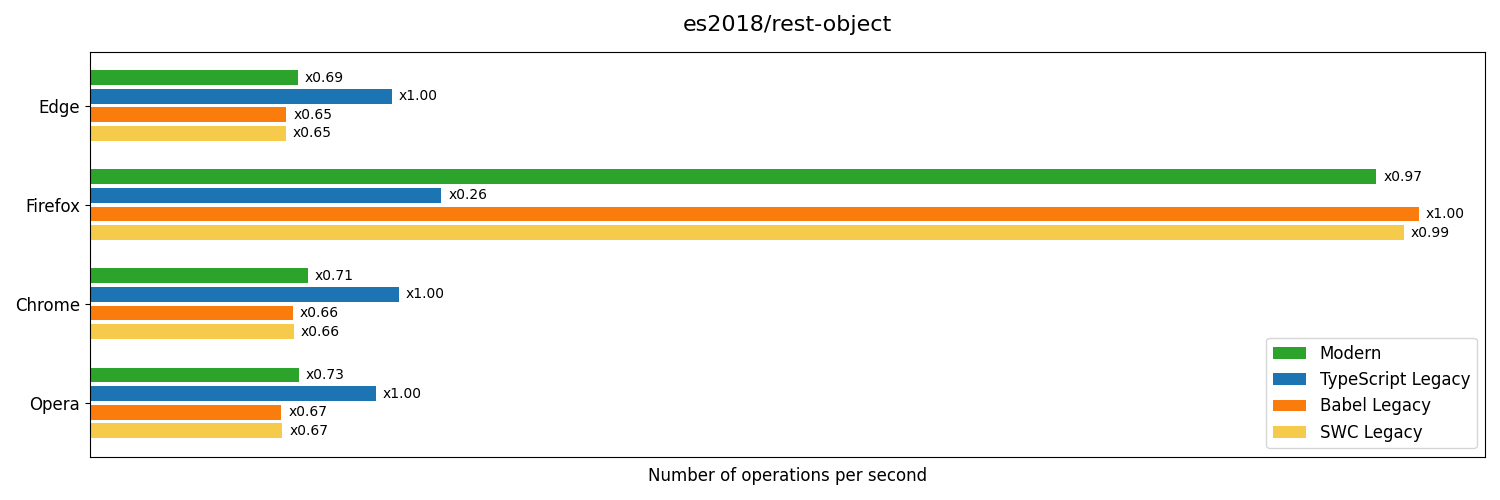 es2018/rest-object
Edge
x0.69
x1.00
x0.65
x0.65
Firefox
x0.97
x0.26
x1.00
x0.99
Chrome
x0.71
x1.00
x0.66
x0.66
Opera
x0.73
x1.00
x0.67
x0.67
Modern
TypeScript Legacy
Babel Legacy
SWC Legacy
Number of operations per second